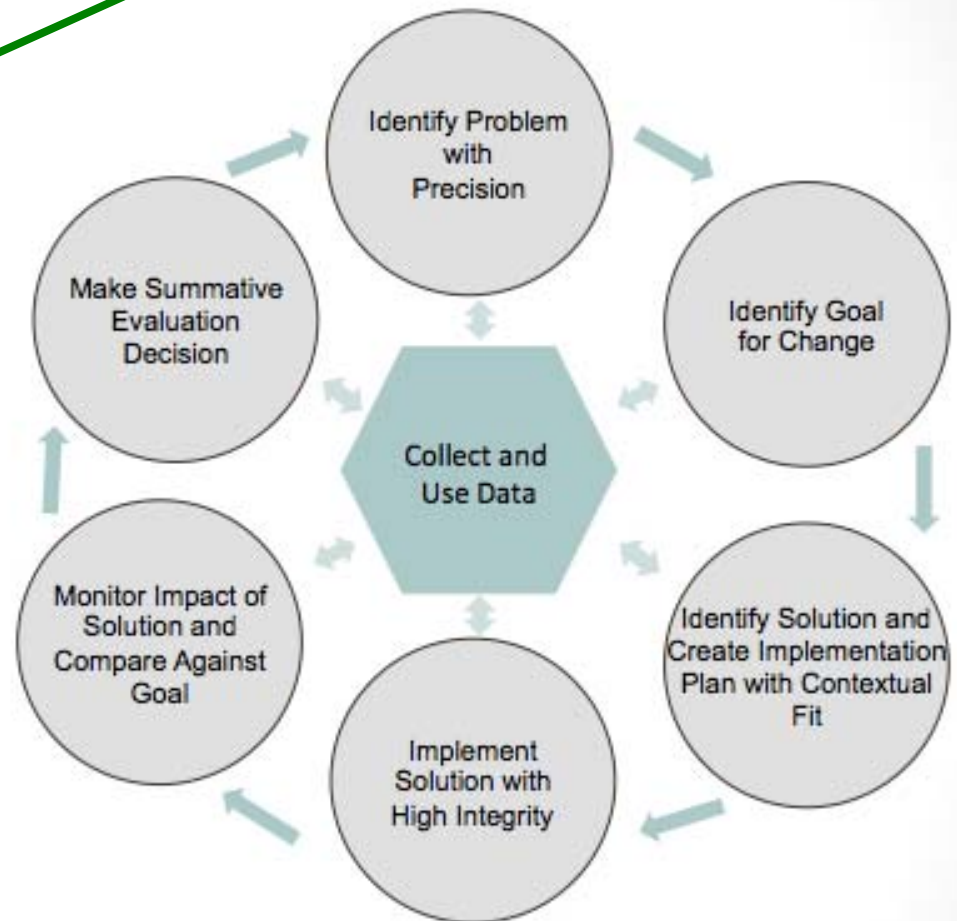 Identify Problem
with
Precision
Identify Goal
for Change
Identify Solution and
Create Implementation
Plan with Contextual
Fit
Implement
Solution with
High Integrity
Monitor Impact of
Solution and
Compare Against
Goal
Make Summative
Evaluation
Decision
Collect and
Use Data